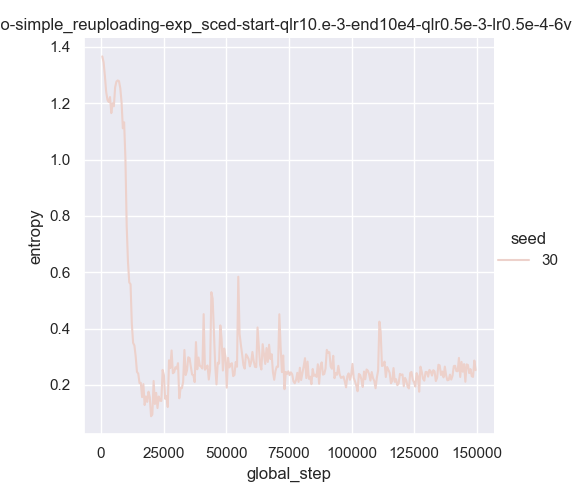 o-simple_reuploading-exp_sced-start-qlr10.e-3-end10e4-qlr0.5e-3-lr0.5e-4-6v
1.4
1.2
1.0
0.8
0.6
0.4
0.2
entropy
0 25000 50000 75000 100000 125000 150000
global_step
seed
30